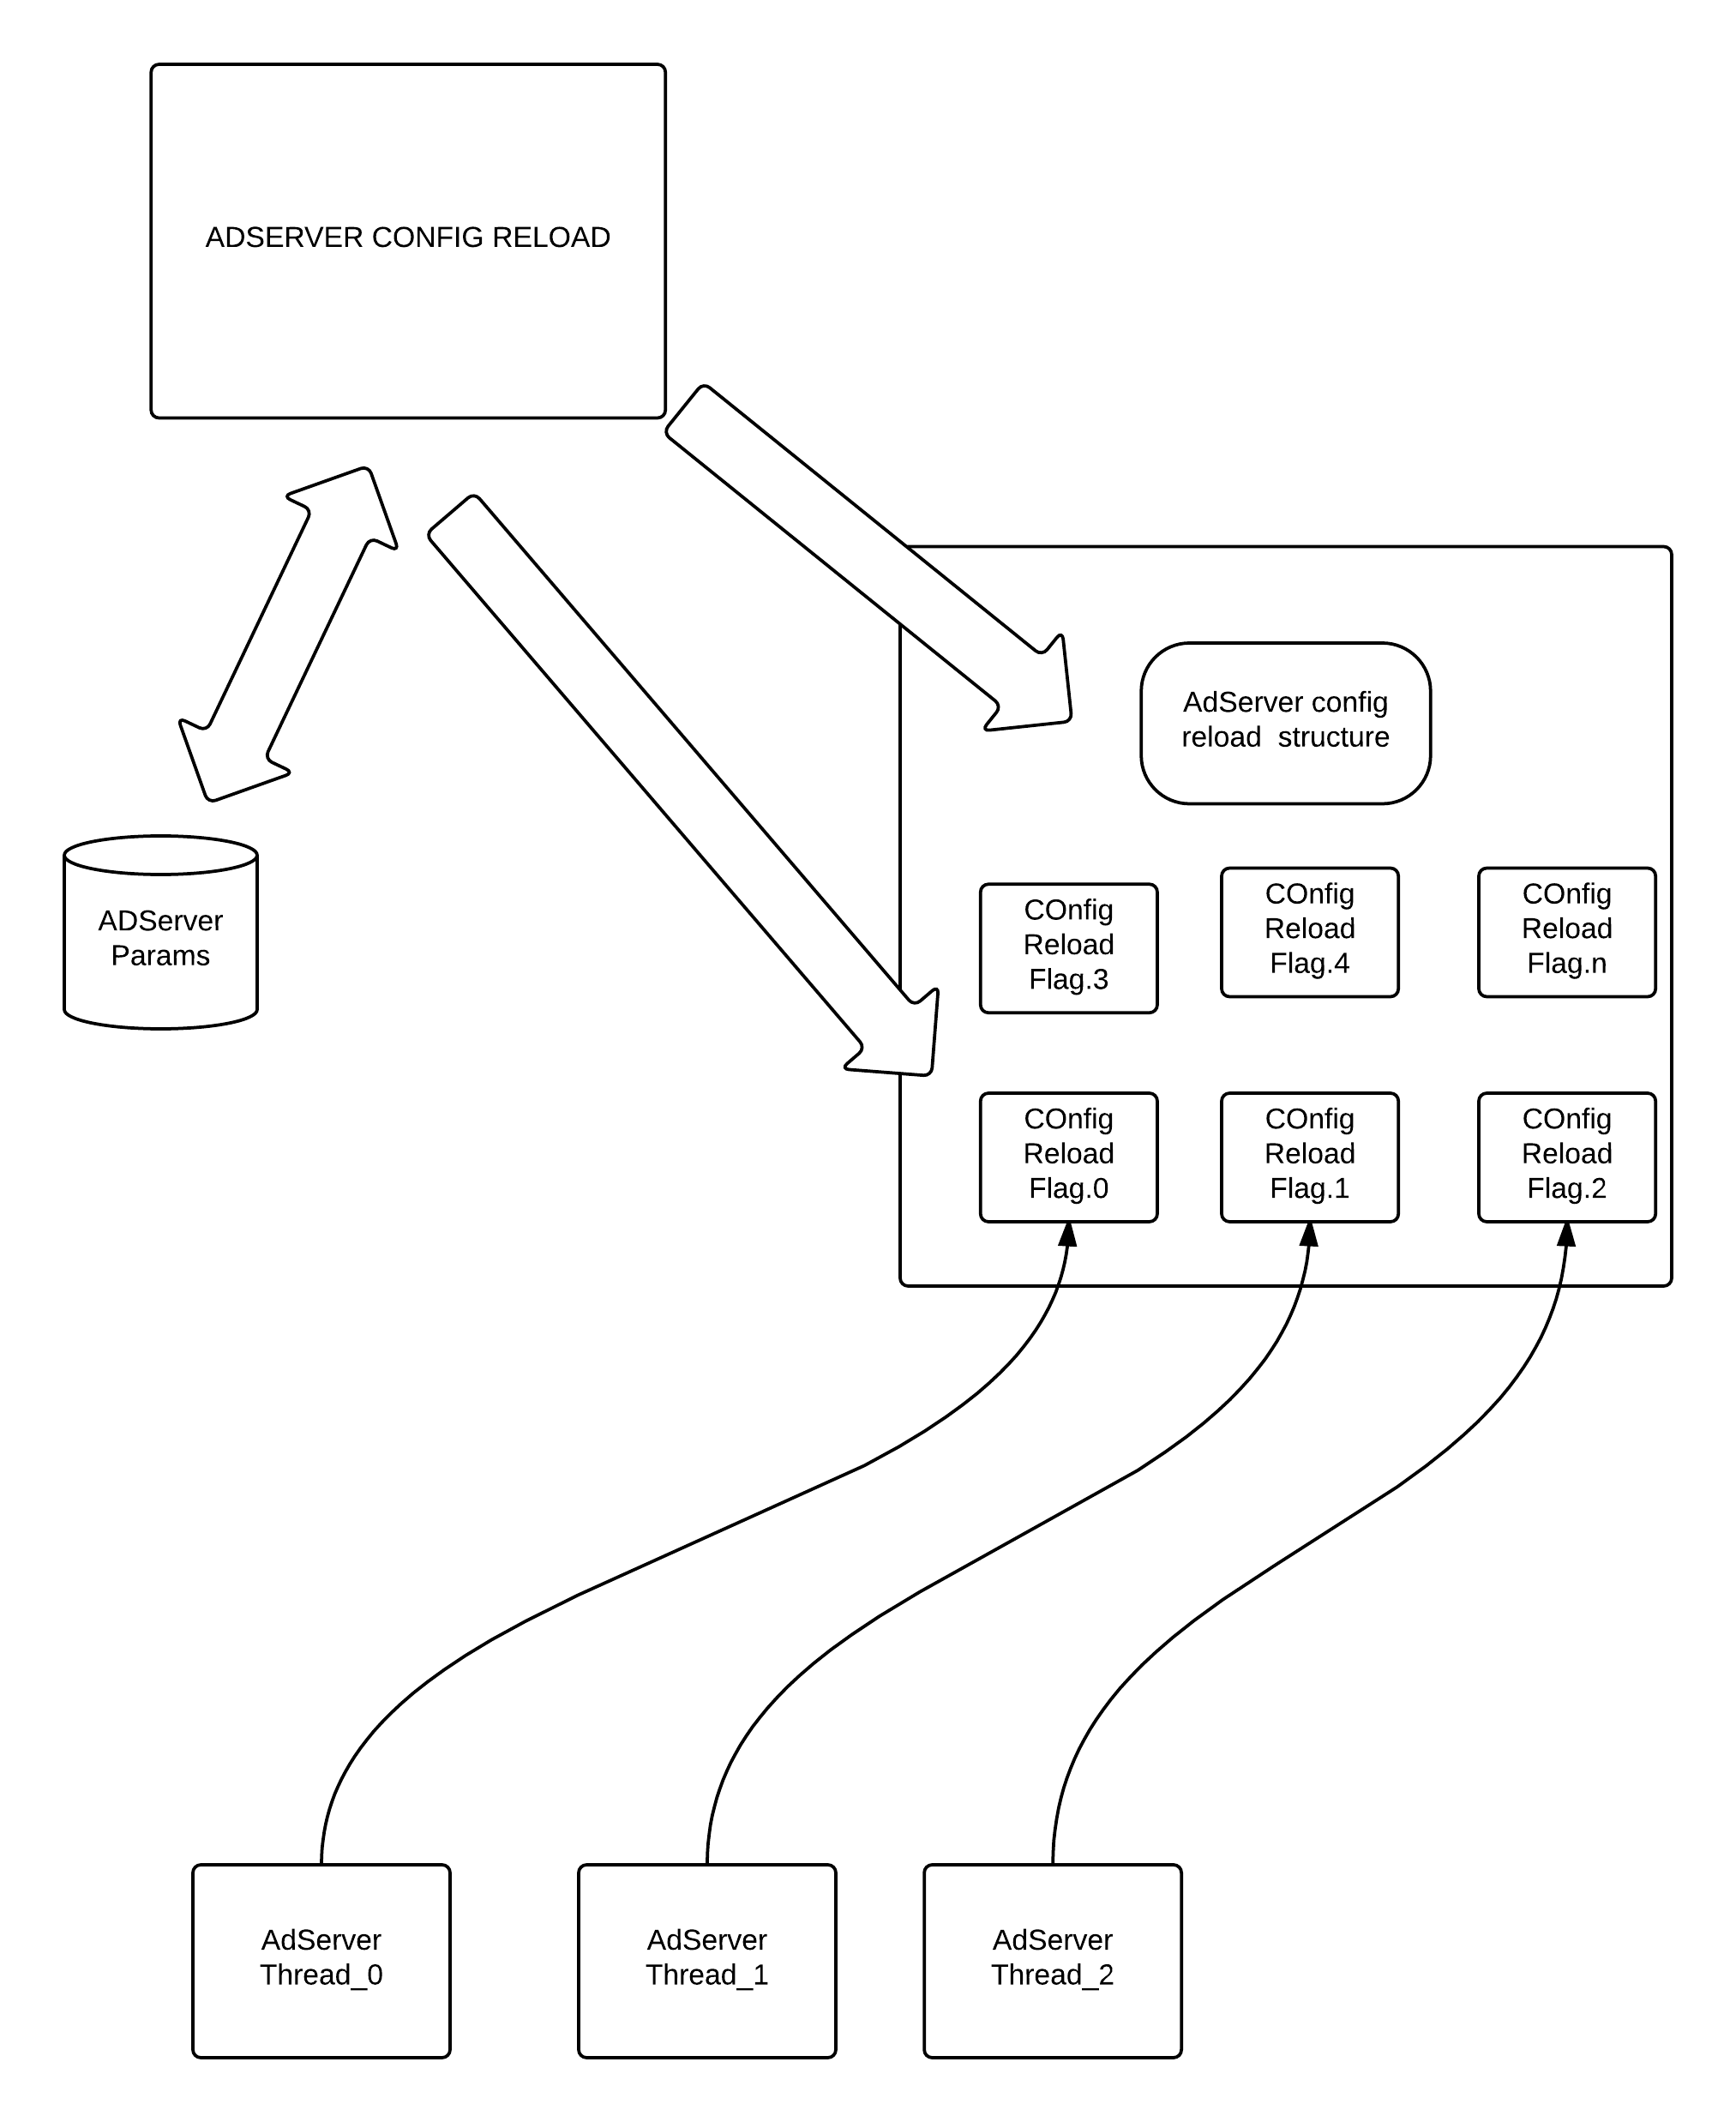 ADSERVER CONFIG RELOAD
AdServer config
reload  structure
ADServer
Params
COnfig
Reload
Flag.3
COnfig
Reload
Flag.4
COnfig
Reload
Flag.n
COnfig
Reload
Flag.0
COnfig
Reload
Flag.1
COnfig
Reload
Flag.2
AdServer
Thread_0
AdServer
Thread_1
AdServer
Thread_2